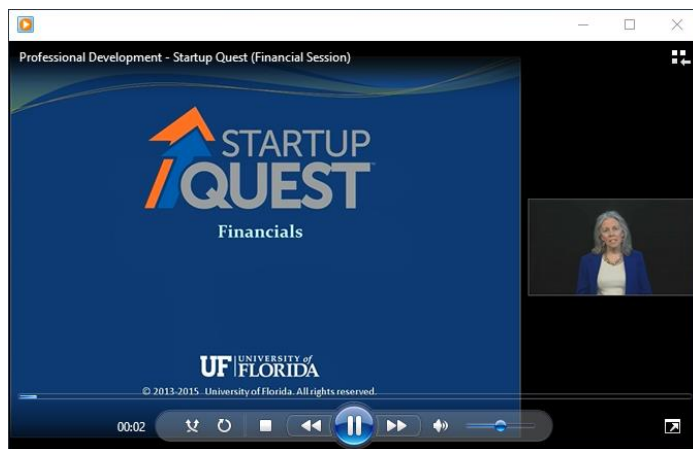 Professional Development - Startup Quest (Financial Session)
STARTUP
QUEST
Financials
UF UNIVERSITY of
FLORIDA
© 2013-2015 University of Florida. All rights reserved.
00:02